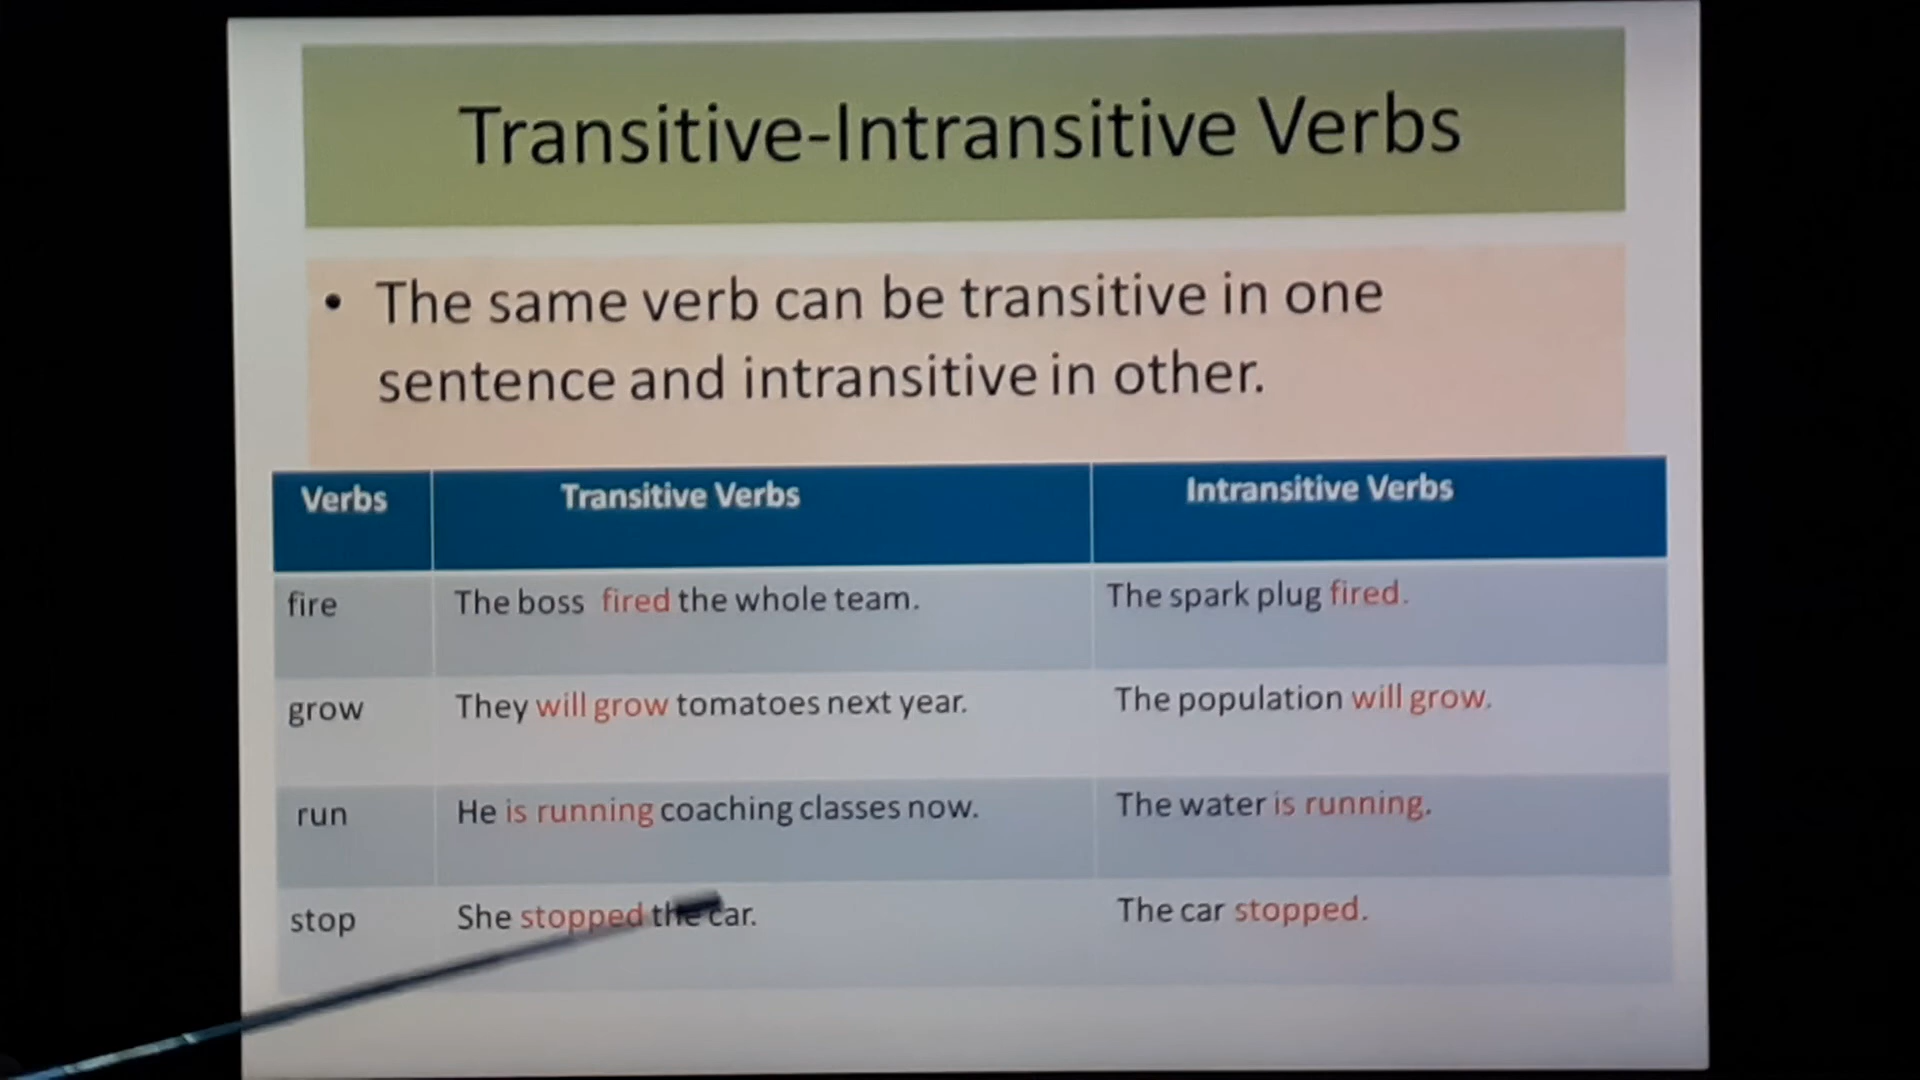 Transitive-Intransitive Verbs
• The same verb can be transitive in one
sentence and intransitive in other.
Verbs Transitive Verbs Intransitive Verbs
fire The boss fired the whole team. The spark plug fired.
grow They will grow tomatoes next year. The population will grow.
run He is running coaching classes now. The water is running.
stop She stopped the car. The car stopped.